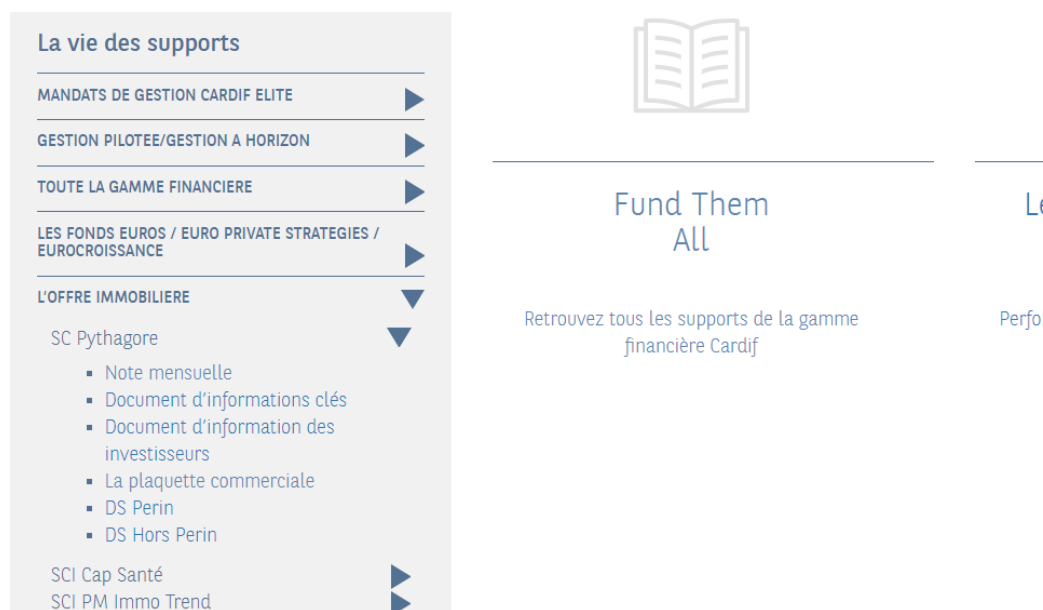 La vie des supports
MANDATS DE GESTION CARDIF ELITE
GESTION PILOTEE/GESTION A HORIZON
TOUTE LA GAMME FINANCIERE
LES FONDS EUROS / EURO PRIVATE STRATEGIES /
EUROCROISSANCE
L'OFFRE IMMOBILIERE
SC Pythagore
Note mensuelle
Document d'informations clés
Document d'information des
investisseurs
La plaquette commerciale
DS Perin
DS Hors Perin
SCI Cap Santé
SCI PM Immo Trend
Fund Them
All
Retrouvez tous les supports de la gamme
financière Cardif